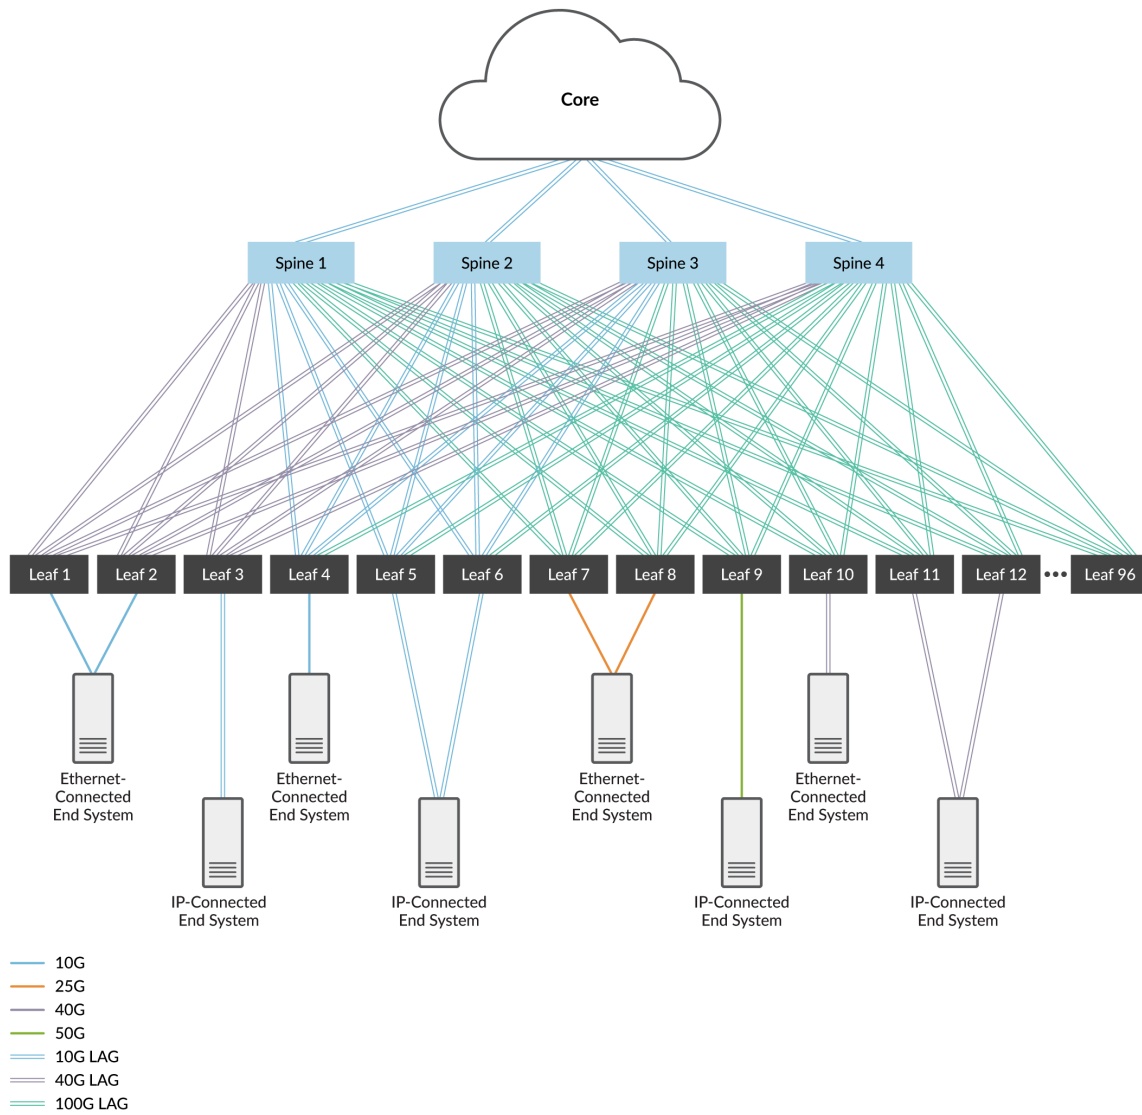 Core
Spine 1
Spine 2
Spine 3
Spine 4
Leaf 1
Leaf 2
Leaf 3
Leaf 4
Leaf 5
Leaf 6
Leaf 7
Leaf 8
Leaf 9
Leaf 10
Leaf 11
Leaf 12
Leaf 96
Ethernet-
Connected
End System
Ethernet-
Connected
End System
Ethernet-
Connected
End System
Ethernet-
Connected
End System
IP-Connected
End System
IP-Connected
End System
IP-Connected
End System
IP-Connected
End System
10G
25G
40G
50G
10G LAG
40G LAG
100G LAG